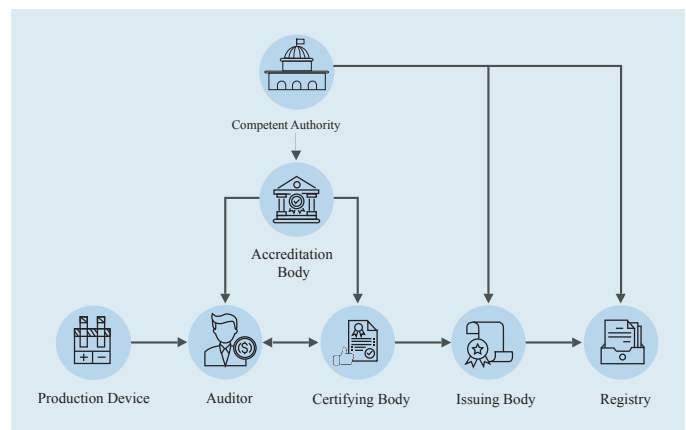 Competent Authority
Accreditation
Body
Production Device
Auditor
Certifying Body
Issuing Body
Registry